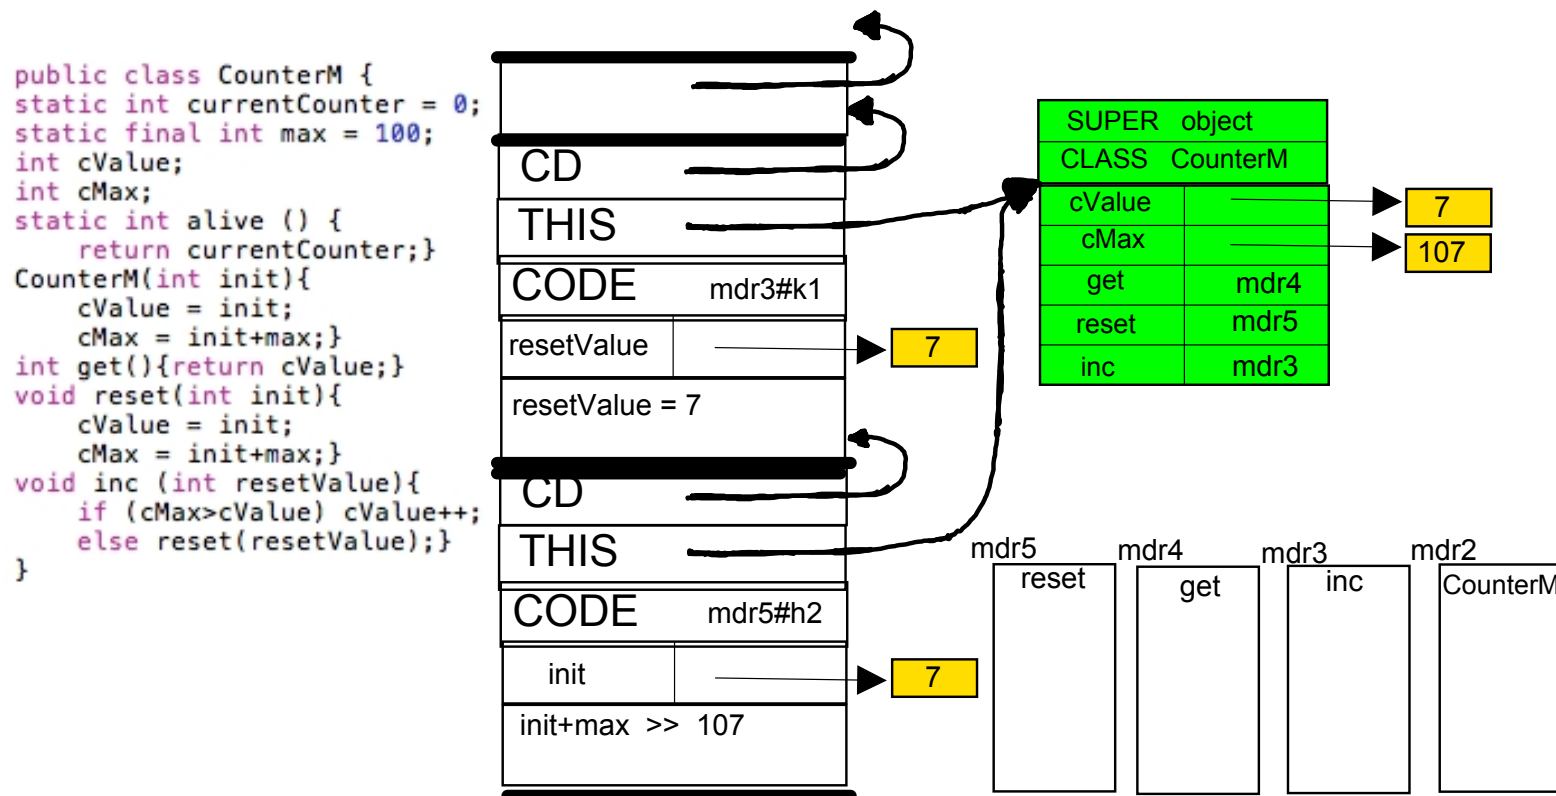 public class CounterM {
static int currentCounter = 0;
static final int max = 100;
int cValue;
int cMax;
static int alive () {
    return currentCounter;}
CounterM(int init){
    cValue = init;
    cMax = init+max;}
int get(){return cValue;}
void reset(int init){
    cValue = init;
    cMax = init+max;}
void inc (int resetValue){
    if (cMax>cValue) cValue++;
    else reset(resetValue);}
}
CD
THIS
CODE mdr3#k1
resetValue 7
resetValue = 7
CD
THIS
CODE mdr5#h2
init 7
init+max >> 107
SUPER object
CLASS CounterM
cValue 7
cMax 107
get mdr4
reset mdr5
inc mdr3
mdr5 mdr4 mdr3 mdr2
reset get inc CounterM